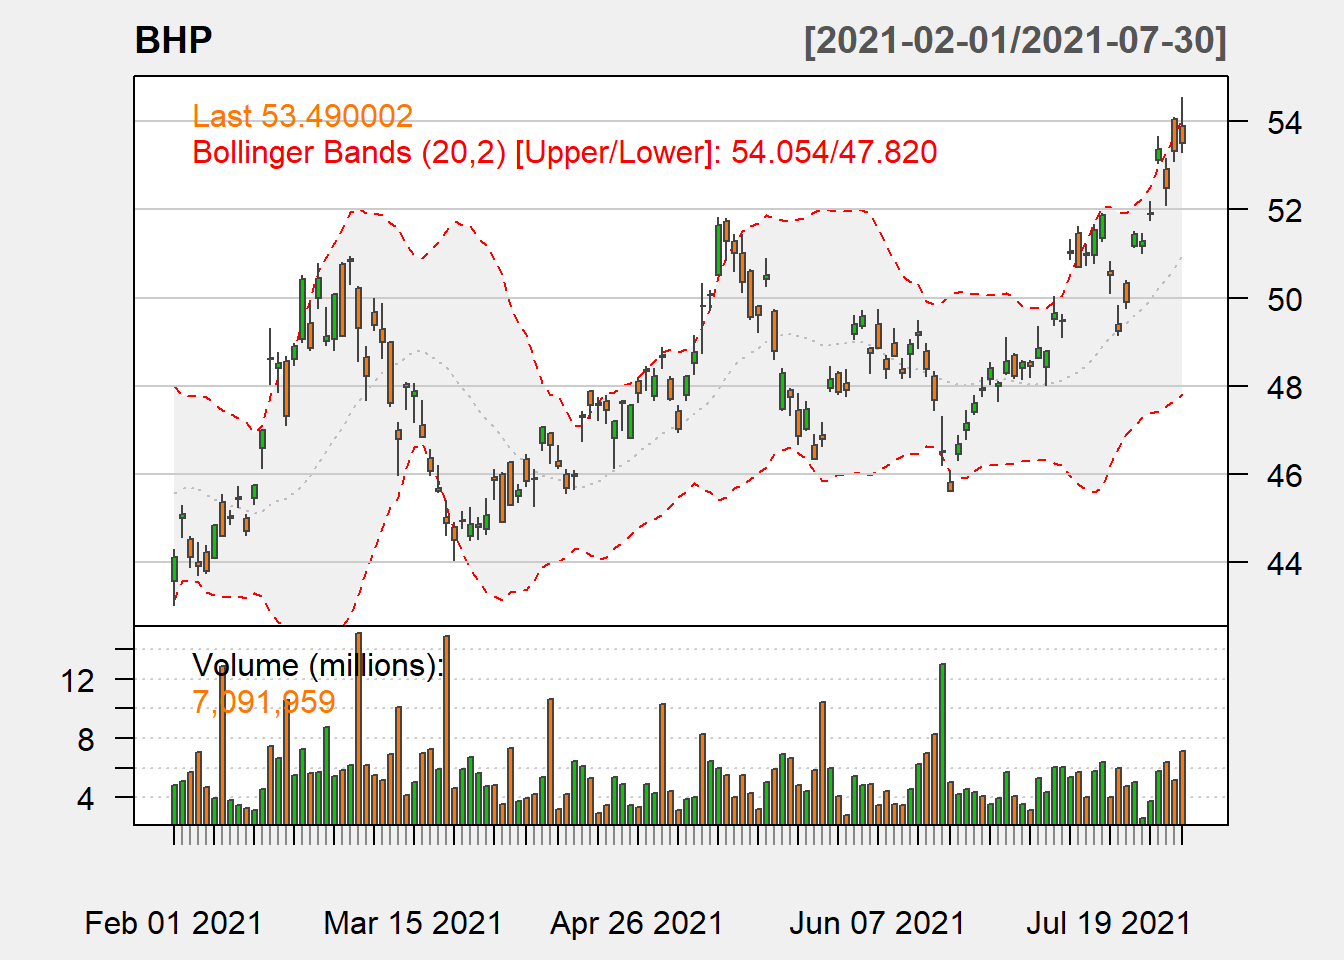 BHP [2021-02-01/2021-07-30]
Last 53.490002
Bollinger Bands (20,2) [Upper/Lower]: 54.054/47.820
54
52
50
48
46
44
Volume (millions):
7,091,959
12
8
4
Feb 01 2021 Mar 15 2021 Apr 26 2021 Jun 07 2021 Jul 19 2021